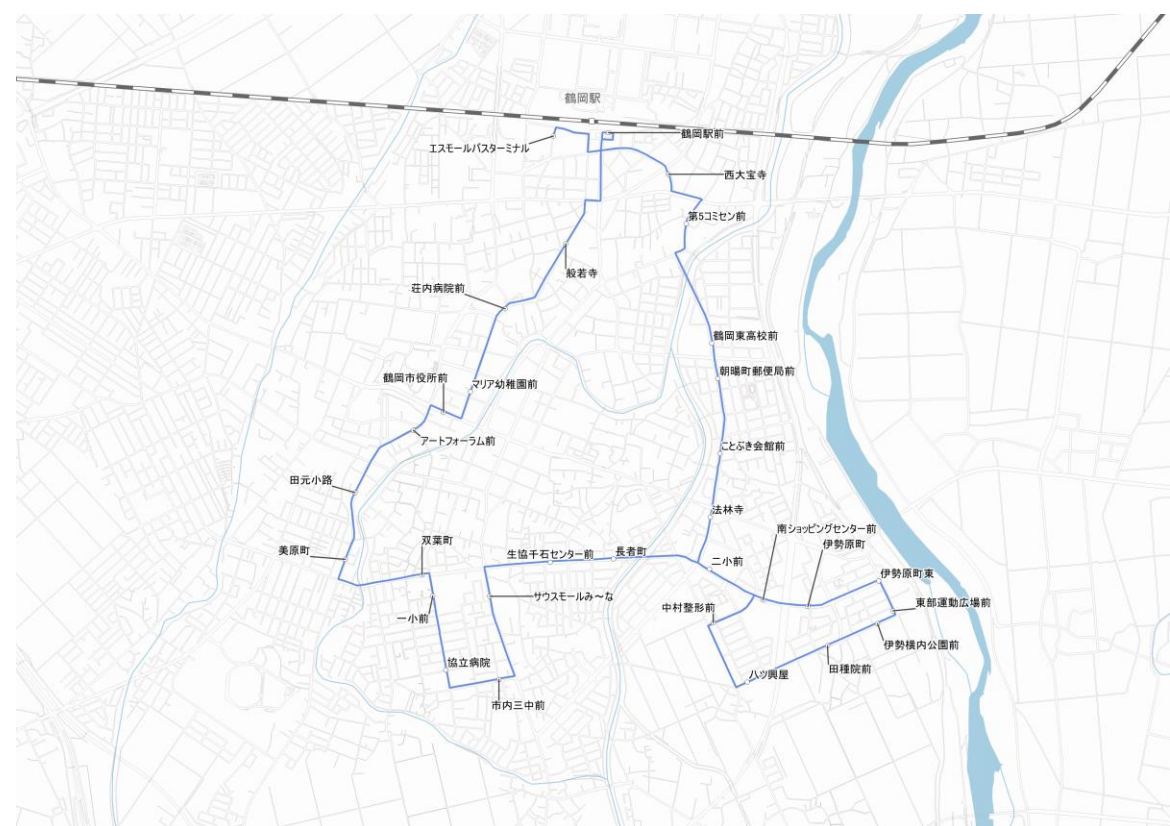 鶴岡駅
鶴岡駅前
エスモールバスターミナル
西大宝寺
第5コミセン前
般若寺
荘内病院前
鶴岡東高校前
朝暘町郵便局前
鶴岡市役所前
マリア幼稚園前
アートフォーラム前
ことぶき会館前
田元小路
法林寺
南ショッピングセンター前
伊勢原町
双葉町
美原町
生協千石センター前
長者町
二小前
伊勢原町東
サウスモールみ～な
中村整形前
東部運動広場前
一小前
伊勢横内公園前
協立病院
田種院前
八ツ興屋
市内三中前